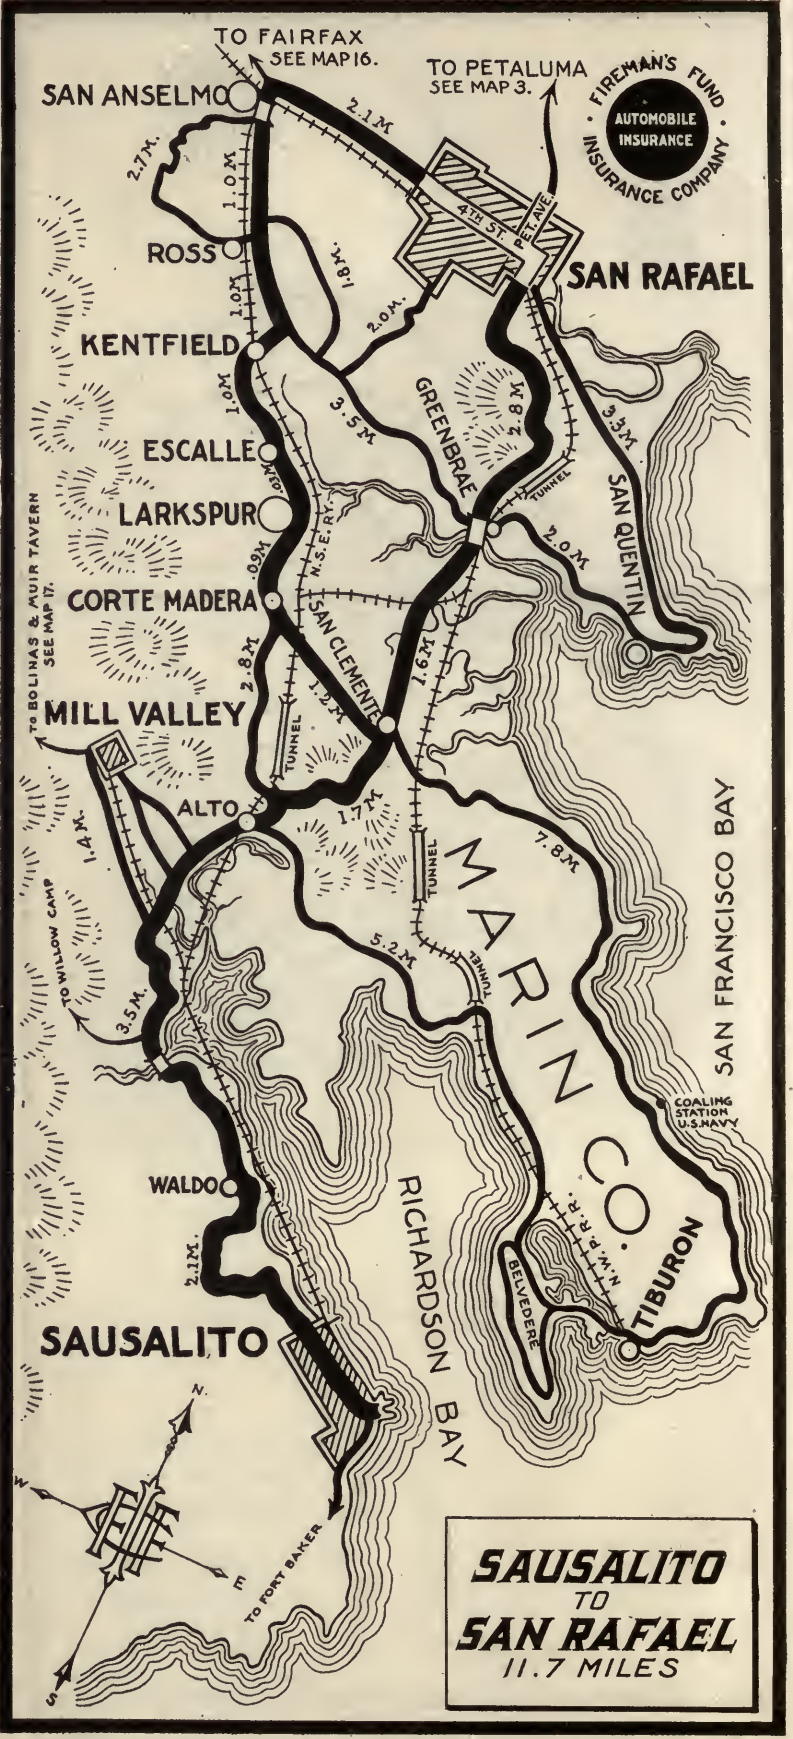 TO FAIRFAX
SEE MAP 16.
TO PETALUMA
SEE MAP 3.
FIREMAN'S FUND
AUTOMOBILE
INSURANCE
INSURANCE COMPANY
SAN ANSELMO
2.1 M
2.7 M.
1.0 M
4TH ST.
PET. AVE.
ROSS
1.8 M.
SAN RAFAEL
1.0 M
2.0 M.
KENTFIELD
1.0 M
3.5 M
GREENBRAE
2.8 M
3.3 M
ESCALLE
0.3 M.
TUNNEL
SAN QUENTIN
LARKSPUR
N.S.E.RY.
2.0 M
.09 M
TO BOLINAS & MUIR TAVERN
SEE MAP 17.
CORTE MADERA
SAN CLEMENTE
2.8 M
1.2 M
1.6 M
MILL VALLEY
TUNNEL
ALTO
1.7 M
1.4 M.
TUNNEL
7.8 M
MARIN CO.
SAN FRANCISCO BAY
TO WILLOW CAMP
5.2 M
TUNNEL
3.5 M.
COALING
STATION
U.S. NAVY
WALDO
RICHARDSON BAY
N.W.P.R.R.
2.1 M.
BELVEDERE
TIBURON
SAUSALITO
N.
W
E
S
TO FORT BAKER
SAUSALITO
TO
SAN RAFAEL
11.7 MILES